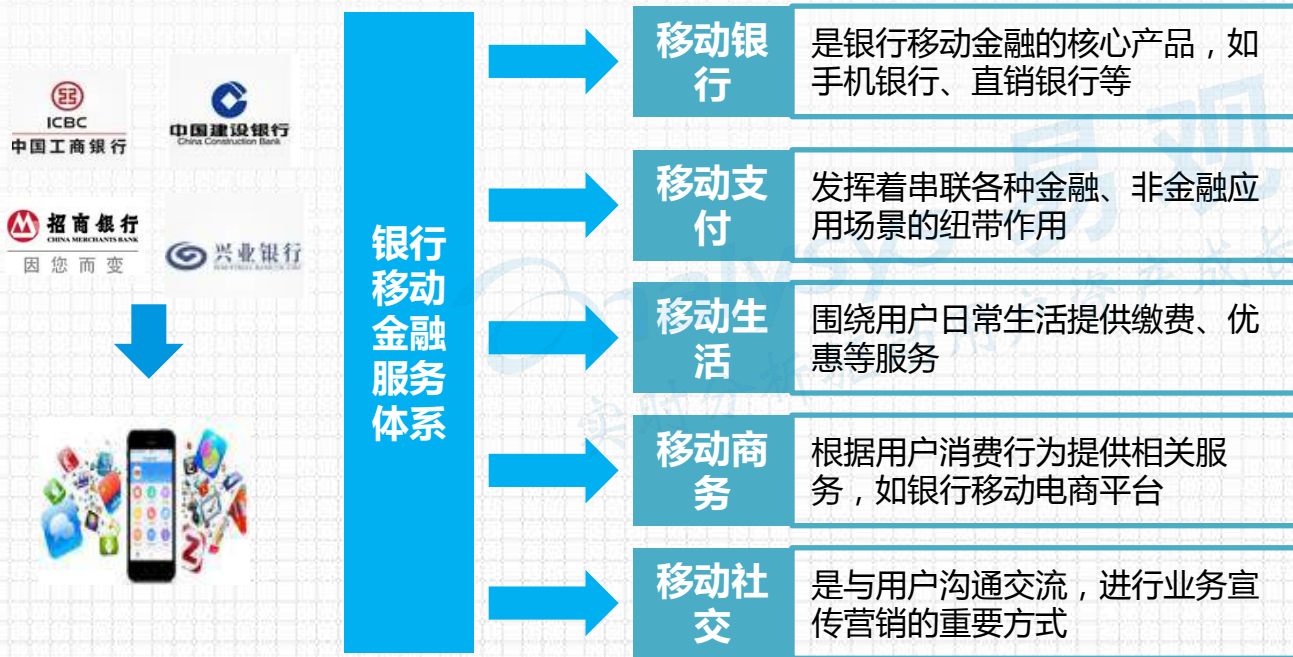 ICBC
中国工商银行
中国建设银行
China Construction Bank
招商银行
CHINA MERCHANTS BANK
因您而变
兴业银行
银行
移动
金融
服务
体系
移动银
行
是银行移动金融的核心产品，如
手机银行、直销银行等
移动支
付
发挥着串联各种金融、非金融应
用场景的纽带作用
移动生
活
围绕用户日常生活提供缴费、优
惠等服务
移动商
务
根据用户消费行为提供相关服
务，如银行移动电商平台
移动社
交
是与用户沟通交流，进行业务宣
传营销的重要方式
analysys 易观